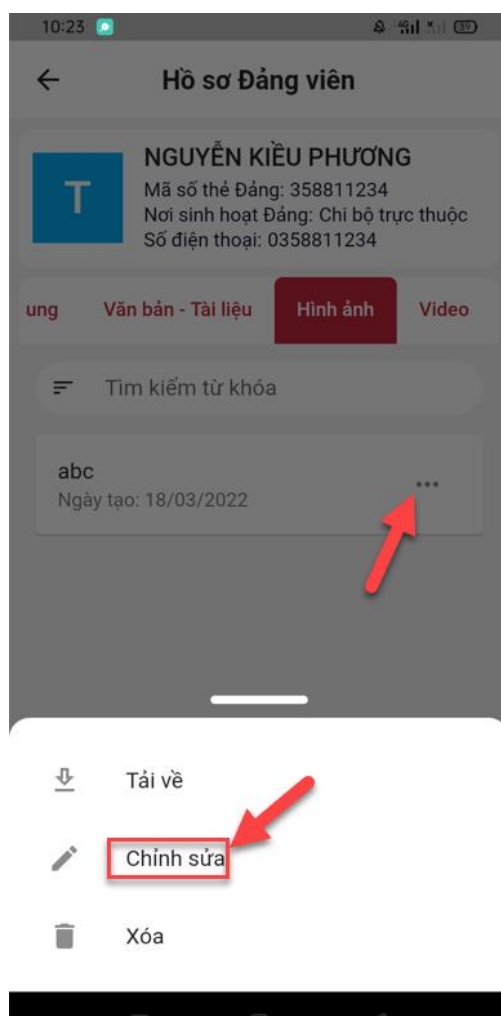 10:23
39
Hồ sơ Đảng viên
T
NGUYỄN KIỀU PHƯƠNG
Mã số thẻ Đảng: 358811234
Nơi sinh hoạt Đảng: Chi bộ trực thuộc
Số điện thoại: 0358811234
ung Văn bản - Tài liệu Hình ảnh Video
Tìm kiếm từ khóa
abc
Ngày tạo: 18/03/2022
Tải về
Chỉnh sửa
Xóa